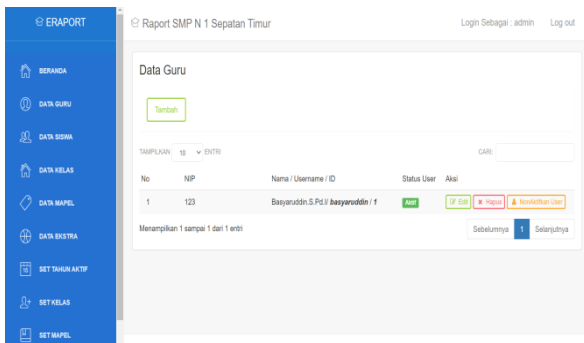 ERAPORT
Raport SMP N 1 Sepatan Timur
Login Sebagai : admin Log out
BERANDA
DATA GURU
DATA SISWA
DATA KELAS
DATA MAPEL
DATA EKSTRA
SET TAHUN AKTIF
SET KELAS
SET MAPEL
Data Guru
Tambah
TAMPILKAN 10 ENTRI
CARI:
No NIP Nama / Username / ID Status User Aksi
1 123 Basyaruddin,S.Pd.I/ basyaruddin / 1 Aktif Edit Hapus NonAktifkan User
Menampilkan 1 sampai 1 dari 1 entri
Sebelumnya 1 Selanjutnya